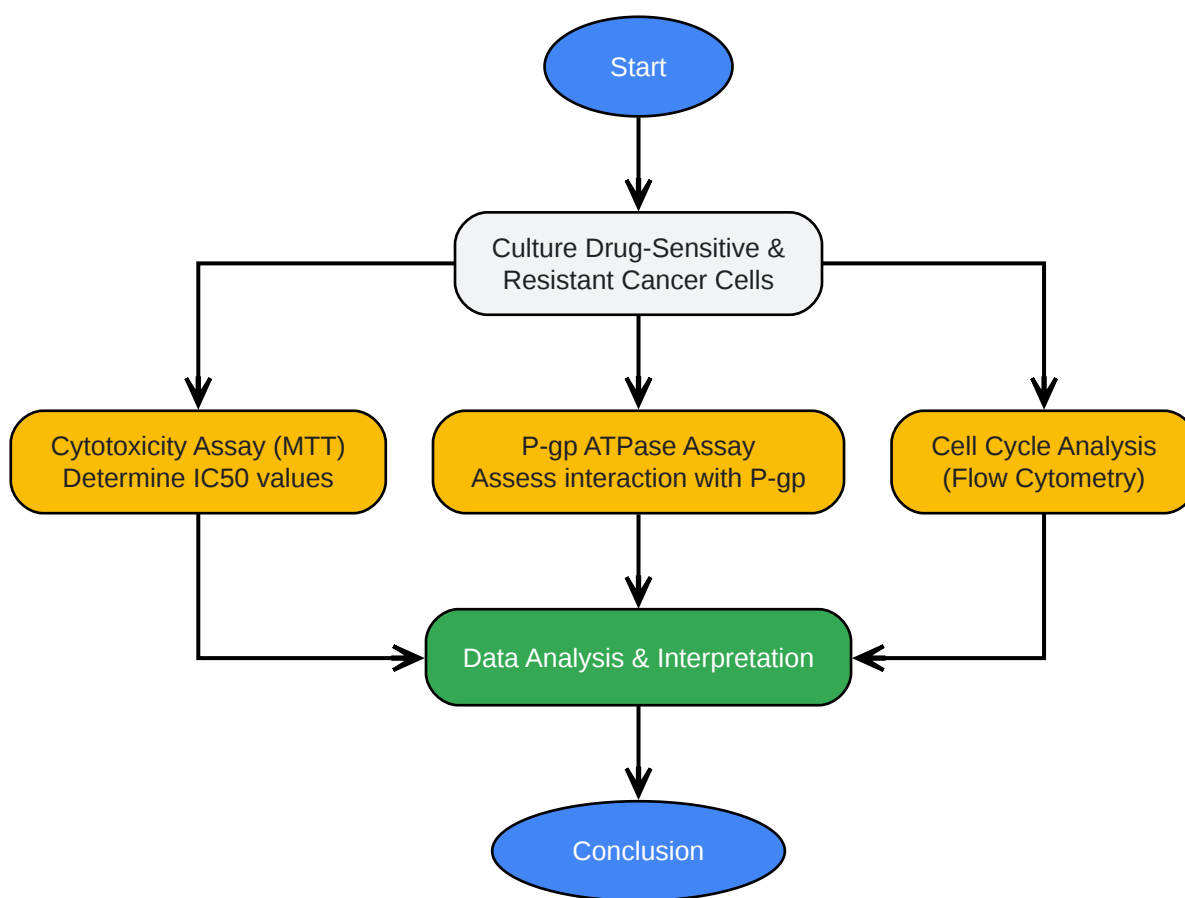 Start
Culture Drug-Sensitive &
Resistant Cancer Cells
Cytotoxicity Assay (MTT)
Determine IC50 values
P-gp ATPase Assay
Assess interaction with P-gp
Cell Cycle Analysis
(Flow Cytometry)
Data Analysis & Interpretation
Conclusion